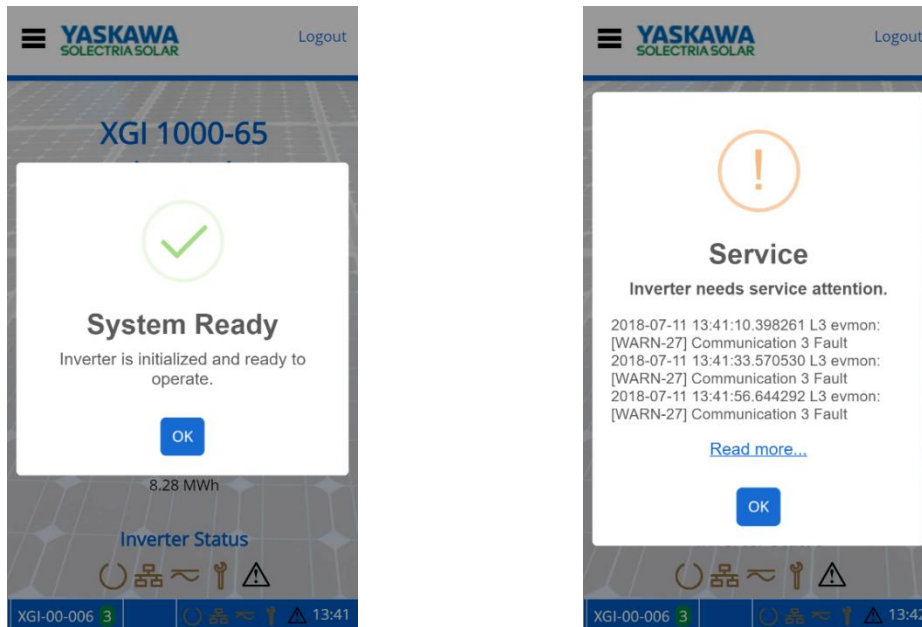 YASKAWA
SOLECTRIA SOLAR
Logout
XGI 1000-65
System Ready
Inverter is initialized and ready to
operate.
OK
8.28 MWh
Inverter Status
XGI-00-006 3
13:41
YASKAWA
SOLECTRIA SOLAR
Logout
Service
Inverter needs service attention.
2018-07-11 13:41:10.398261 L3 evmon:
[WARN-27] Communication 3 Fault
2018-07-11 13:41:33.570530 L3 evmon:
[WARN-27] Communication 3 Fault
2018-07-11 13:41:56.644292 L3 evmon:
[WARN-27] Communication 3 Fault
Read more...
OK
XGI-00-006 3
13:42